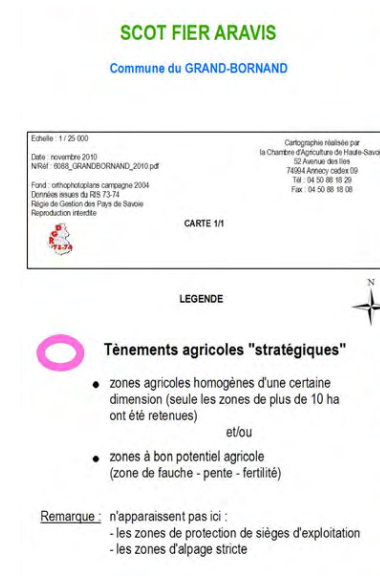 SCOT FIER ARAVIS
Commune du GRAND-BORNAND
Echelle : 1 / 25 000
Date : novembre 2010
N/Réf : 6088_GRANDBORNAND_2010.pdf
Fond : orthophotoplans campagne 2004
Données issues du RIS 73-74
Régie de Gestion des Pays de Savoie
Reproduction interdite
Cartographie réalisée par
la Chambre d'Agriculture de Haute-Savoie
52 Avenue des Iles
74994 Annecy cedex 09
Tél : 04 50 88 18 29
Fax : 04 50 88 18 08
CARTE 1/1
LEGENDE
N
Tènements agricoles "stratégiques"
● zones agricoles homogènes d'une certaine
dimension (seule les zones de plus de 10 ha
ont été retenues)
et/ou
● zones à bon potentiel agricole
(zone de fauche - pente - fertilité)
Remarque : n'apparaissent pas ici :
- les zones de protection de sièges d'exploitation
- les zones d'alpage stricte